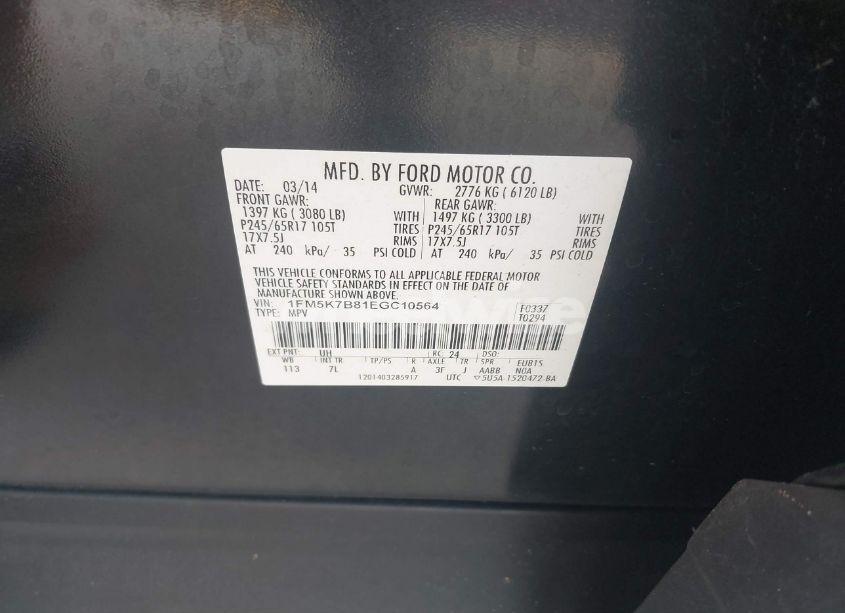 MFD. BY FORD MOTOR CO.
DATE: 03/14 GVWR: 2776 KG ( 6120 LB)
FRONT GAWR: REAR GAWR:
1397 KG ( 3080 LB) WITH 1497 KG ( 3300 LB) WITH
P245/65R17 105T TIRES P245/65R17 105T TIRES
17X7.5J RIMS 17X7.5J RIMS
AT 240 kPa/ 35 PSI COLD AT 240 kPa/ 35 PSI COLD
THIS VEHICLE CONFORMS TO ALL APPLICABLE FEDERAL MOTOR
VEHICLE SAFETY STANDARDS IN EFFECT ON THE DATE OF
MANUFACTURE SHOWN ABOVE.
VIN: 1FM5K7B81EGC10564 F0337
TYPE: MPV T0294
EXT PNT: UH RC: 24 DSO:
WB INT TR TP/PS R AXLE TR SPR EUB1S
113 7L A 3F J AABB N0A
1201403285917 UTC ▽5U5A-1520472-BA